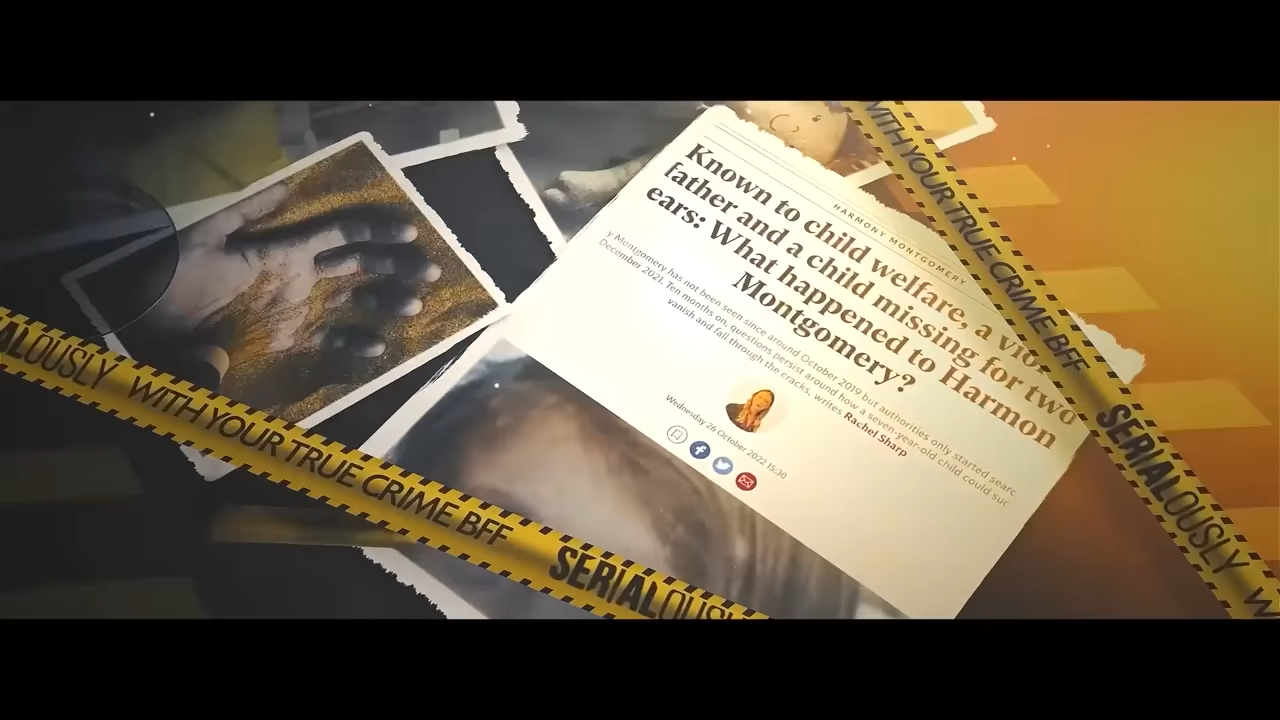 HARMONY MONTGOMERY
Known to child welfare, a
father and a child missing for two
ears: What happened to Harmon
Montgomery?
y Montgomery has not been seen since around October 2019 but authorities only started searc
December 2021. Ten months on, questions persist around how a seven-year-old child could suc
vanish and fall through the cracks, writes Rachel Sharp
Wednesday 26 October 2022 15:30
WITH YOUR TRUE CRIME BFF
SERIALOUSLY W
ALOUSLY WITH YOUR TRUE CRIME BFF SERIALOUSLY